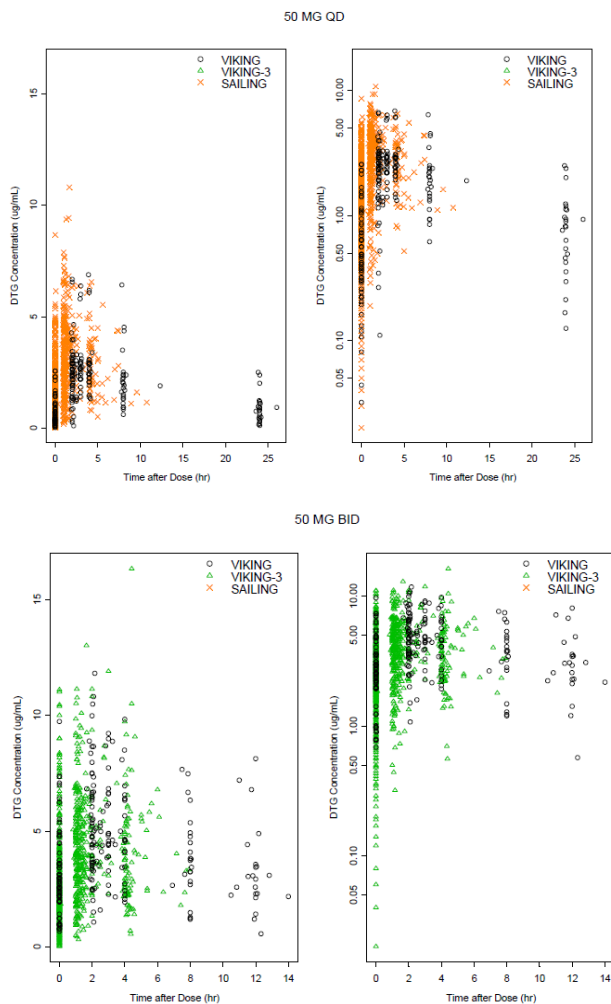 50 MG QD
VIKING
VIKING-3
SAILING
15
10
5
0
DTG Concentration (ug/mL)
0 5 10 15 20 25
Time after Dose (hr)
VIKING
VIKING-3
SAILING
10.00
5.00
1.00
0.50
0.10
0.05
DTG Concentration (ug/mL)
0 5 10 15 20 25
Time after Dose (hr)
50 MG BID
VIKING
VIKING-3
SAILING
15
10
5
0
DTG Concentration (ug/mL)
0 2 4 6 8 10 12 14
Time after Dose (hr)
VIKING
VIKING-3
SAILING
10.00
5.00
1.00
0.50
0.10
0.05
DTG Concentration (ug/mL)
0 2 4 6 8 10 12 14
Time after Dose (hr)